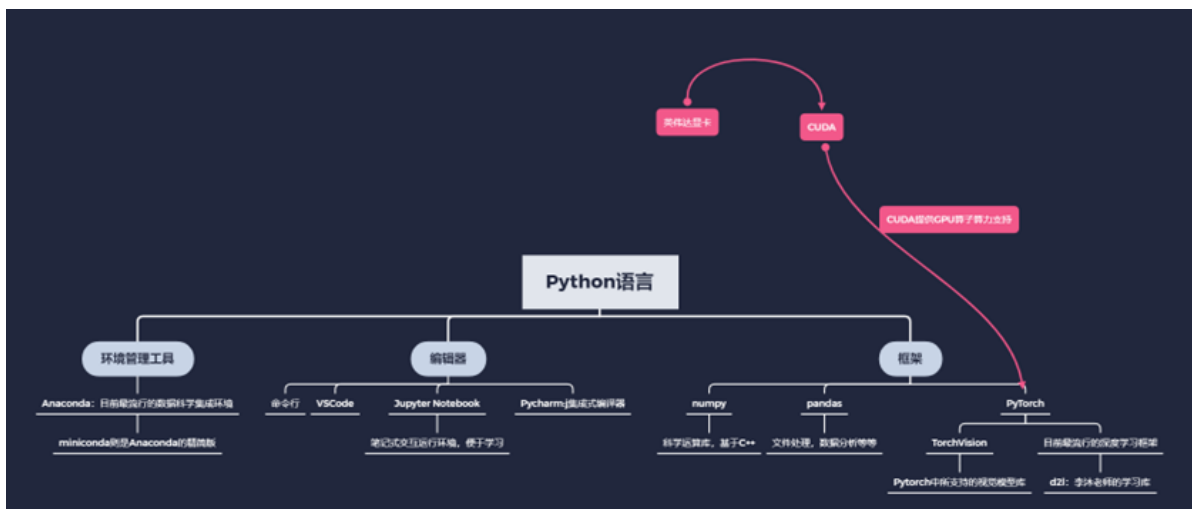 英伟达显卡
CUDA
CUDA提供GPU算子算力支持
Python语言
环境管理工具
编辑器
框架
Anaconda：目前最流行的数据科学集成环境
命令行
VSCode
Jupyter Notebook
Pycharm:j集成式编译器
numpy
pandas
PyTorch
miniconda则是Anaconda的精简版
笔记式交互运行环境，便于学习
科学运算库，基于C++
文件处理，数据分析等等
TorchVision
目前最流行的深度学习框架
Pytorch中所支持的视觉模型库
d2l：李沐老师的学习库